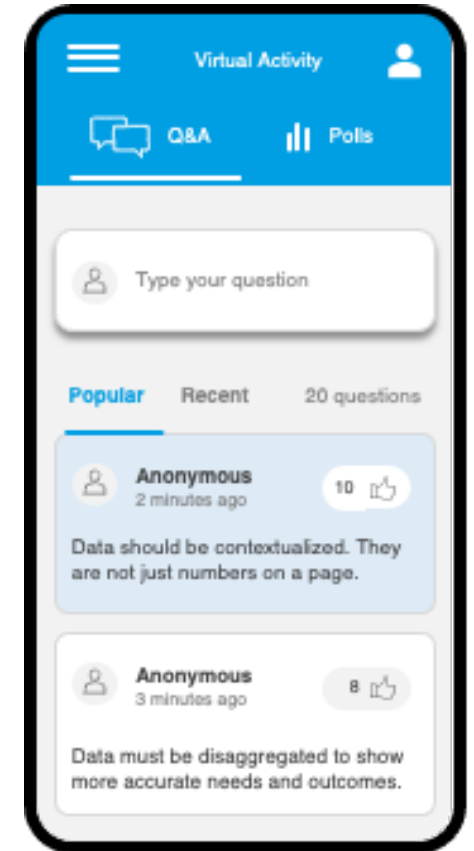 Virtual Activity
Q&A Polls
Type your question
Popular Recent 20 questions
Anonymous 10
2 minutes ago
Data should be contextualized. They
are not just numbers on a page.
Anonymous 8
3 minutes ago
Data must be disaggregated to show
more accurate needs and outcomes.